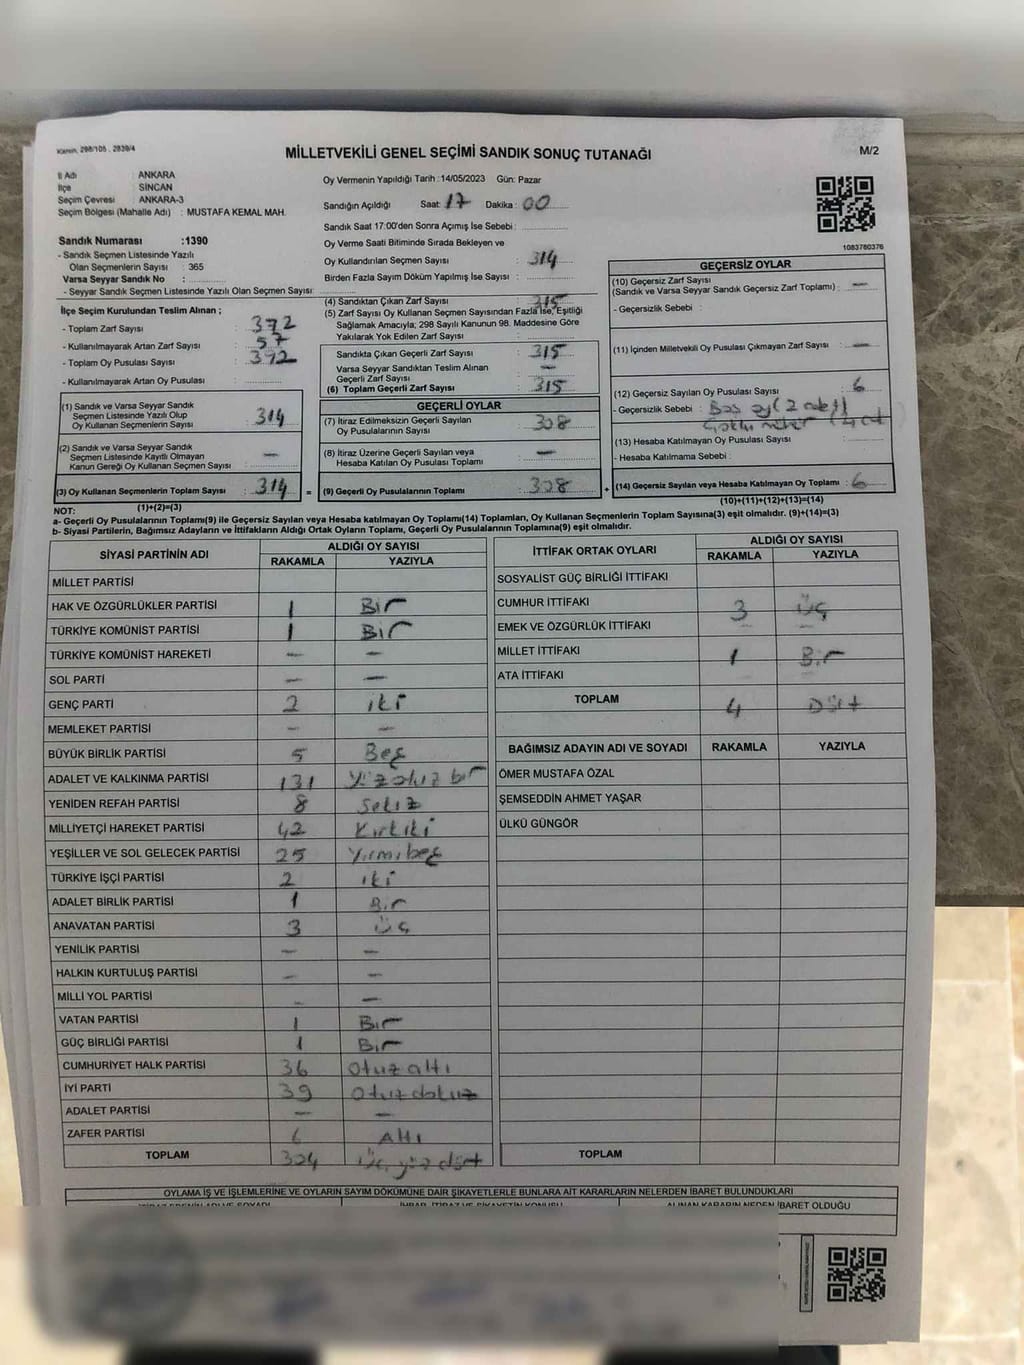 Kanun, 298/105 , 2839/4
MİLLETVEKİLİ GENEL SEÇİMİ SANDIK SONUÇ TUTANAĞI
M/2
İl Adı : ANKARA
İlçe : SİNCAN
Seçim Çevresi : ANKARA-3
Seçim Bölgesi (Mahalle Adı) : MUSTAFA KEMAL MAH.
Oy Vermenin Yapıldığı Tarih :14/05/2023 Gün: Pazar
Sandığın Açıldığı Saat: 17 Dakika : 00
Sandık Saat 17:00'den Sonra Açımış İse Sebebi :
Oy Verme Saati Bitiminde Sırada Bekleyen ve
Oy Kullandırılan Seçmen Sayısı : 314
Birden Fazla Sayım Döküm Yapılmış İse Sayısı :
1083780376
Sandık Numarası :1390
- Sandık Seçmen Listesinde Yazılı
Olan Seçmenlerin Sayısı : 365
Varsa Seyyar Sandık No :
- Seyyar Sandık Seçmen Listesinde Yazılı Olan Seçmen Sayısı:
İlçe Seçim Kurulundan Teslim Alınan ;
- Toplam Zarf Sayısı : 372
- Kullanılmayarak Artan Zarf Sayısı : 57
- Toplam Oy Pusulası Sayısı : 372
- Kullanılmayarak Artan Oy Pusulası :
(1) Sandık ve Varsa Seyyar Sandık
Seçmen Listesinde Yazılı Olup
Oy Kullanan Seçmenlerin Sayısı : 314
(2) Sandık ve Varsa Seyyar Sandık
Seçmen Listesinde Kayıtlı Olmayan
Kanun Gereği Oy Kullanan Seçmen Sayısı : —
(3) Oy Kullanan Seçmenlerin Toplam Sayısı : 314 =
(1)+(2)=(3)
(4) Sandıktan Çıkan Zarf Sayısı : 315
(5) Zarf Sayısı Oy Kullanan Seçmen Sayısından Fazla İse, Eşitliği
Sağlamak Amacıyla; 298 Sayılı Kanunun 98. Maddesine Göre
Yakılarak Yok Edilen Zarf Sayısı :
Sandıkta Çıkan Geçerli Zarf Sayısı : 315
Varsa Seyyar Sandıktan Teslim Alınan
Geçerli Zarf Sayısı : —
(6) Toplam Geçerli Zarf Sayısı : 315
GEÇERLİ OYLAR
(7) İtiraz Edilmeksizin Geçerli Sayılan
Oy Pusulalarının Sayısı : 308
(8) İtiraz Üzerine Geçerli Sayılan veya
Hesaba Katılan Oy Pusulası Toplamı : —
(9) Geçerli Oy Pusulalarının Toplamı : 308 +
GEÇERSİZ OYLAR
(10) Geçersiz Zarf Sayısı
(Sandık ve Varsa Seyyar Sandık Geçersiz Zarf Toplamı) : —
- Geçersizlik Sebebi :
(11) İçinden Milletvekili Oy Pusulası Çıkmayan Zarf Sayısı : —
(12) Geçersiz Sayılan Oy Pusulası Sayısı : 6
- Geçersizlik Sebebi : Boş oy (2 adet)
(13) Hesaba Katılmayan Oy Pusulası Sayısı :
- Hesaba Katılmama Sebebi :
(14) Geçersiz Sayılan veya Hesaba Katılmayan Oy Toplamı : 6
(10)+(11)+(12)+(13)=(14)
NOT:
a- Geçerli Oy Pusulalarının Toplamı(9) ile Geçersiz Sayılan veya Hesaba katılmayan Oy Toplamı(14) Toplamları, Oy Kullanan Seçmenlerin Toplam Sayısına(3) eşit olmalıdır. (9)+(14)=(3)
b- Siyasi Partilerin, Bağımsız Adayların ve İttifakların Aldığı Ortak Oyların Toplamı, Geçerli Oy Pusulalarının Toplamına(9) eşit olmalıdır.
SİYASİ PARTİNİN ADI ALDIĞI OY SAYISI
RAKAMLA YAZIYLA
MİLLET PARTİSİ
HAK VE ÖZGÜRLÜKLER PARTİSİ 1 Bir
TÜRKİYE KOMÜNİST PARTİSİ 1 Bir
TÜRKİYE KOMÜNİST HAREKETİ — —
SOL PARTİ — —
GENÇ PARTİ 2 iki
MEMLEKET PARTİSİ — —
BÜYÜK BİRLİK PARTİSİ 5 Beş
ADALET VE KALKINMA PARTİSİ 131 Yüzotuz bir
YENİDEN REFAH PARTİSİ 8 Sekiz
MİLLİYETÇİ HAREKET PARTİSİ 42 Kırkiki
YEŞİLLER VE SOL GELECEK PARTİSİ 25 Yirmibeş
TÜRKİYE İŞÇİ PARTİSİ 2 iki
ADALET BİRLİK PARTİSİ 1 Bir
ANAVATAN PARTİSİ 3 Üç
YENİLİK PARTİSİ — —
HALKIN KURTULUŞ PARTİSİ — —
MİLLİ YOL PARTİSİ — —
VATAN PARTİSİ 1 Bir
GÜÇ BİRLİĞİ PARTİSİ 1 Bir
CUMHURİYET HALK PARTİSİ 36 Otuzaltı
İYİ PARTİ 39 Otuzdokuz
ADALET PARTİSİ — —
ZAFER PARTİSİ 6 Altı
TOPLAM 304 Üç yüz dört
İTTİFAK ORTAK OYLARI ALDIĞI OY SAYISI
RAKAMLA YAZIYLA
SOSYALİST GÜÇ BİRLİĞİ İTTİFAKI
CUMHUR İTTİFAKI 3 Üç
EMEK VE ÖZGÜRLÜK İTTİFAKI — —
MİLLET İTTİFAKI 1 Bir
ATA İTTİFAKI
TOPLAM 4 Dört
BAĞIMSIZ ADAYIN ADI VE SOYADI RAKAMLA YAZIYLA
ÖMER MUSTAFA ÖZAL
ŞEMSEDDİN AHMET YAŞAR
ÜLKÜ GÜNGÖR
TOPLAM
OYLAMA İŞ VE İŞLEMLERİNE VE OYLARIN SAYIM DÖKÜMÜNE DAİR ŞİKAYETLERLE BUNLARA AİT KARARLARIN NELERDEN İBARET BULUNDUKLARI
İHBAR, İTİRAZ VE ŞİKAYETİN KONUSU
ALINAN KARARIN NEDEN İBARET OLDUĞU